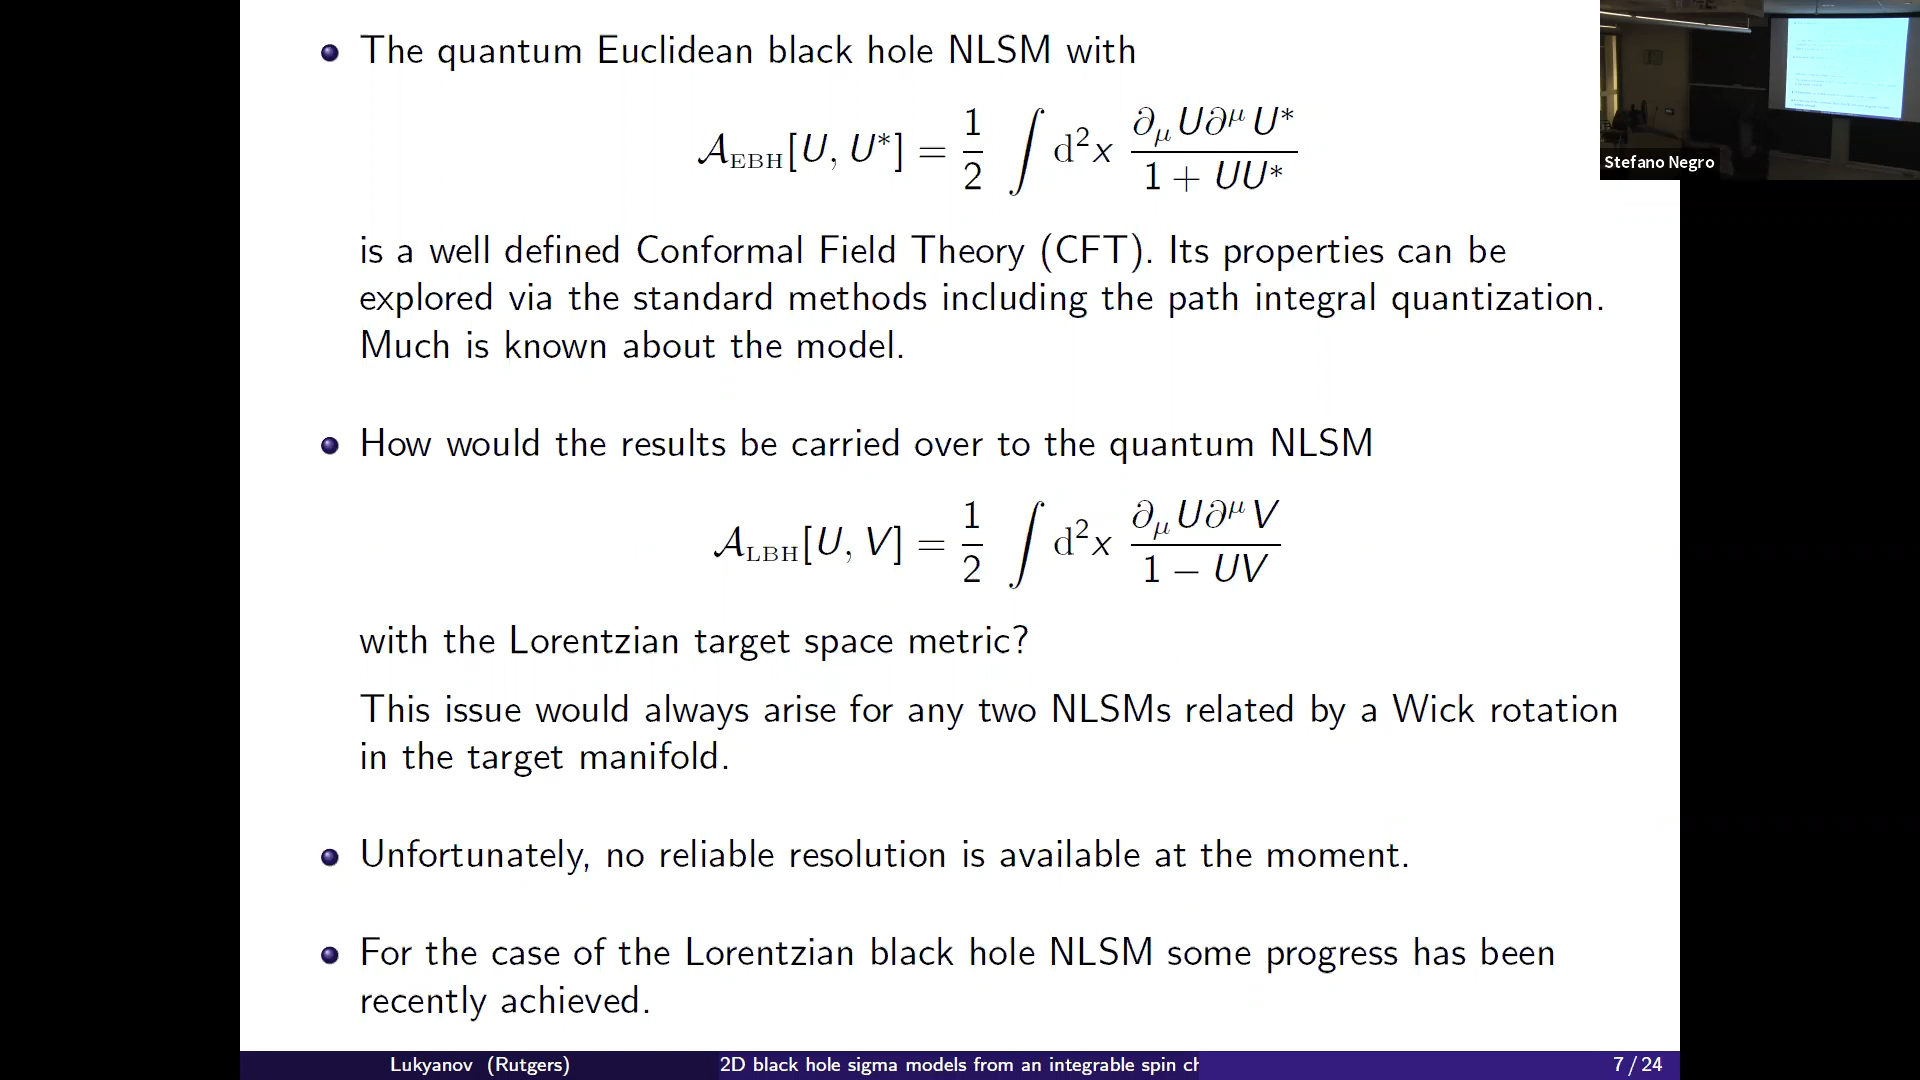 The quantum Euclidean black hole NLSM with
𝒜_EBH[U, U*] = 1/2 ∫ d²x ∂_μ U ∂^μ U* / (1 + UU*)
is a well defined Conformal Field Theory (CFT). Its properties can be
explored via the standard methods including the path integral quantization.
Much is known about the model.
How would the results be carried over to the quantum NLSM
𝒜_LBH[U, V] = 1/2 ∫ d²x ∂_μ U ∂^μ V / (1 − UV)
with the Lorentzian target space metric?
This issue would always arise for any two NLSMs related by a Wick rotation
in the target manifold.
Unfortunately, no reliable resolution is available at the moment.
For the case of the Lorentzian black hole NLSM some progress has been
recently achieved.
Lukyanov (Rutgers) 2D black hole sigma models from an integrable spin ch 7 / 24
Stefano Negro